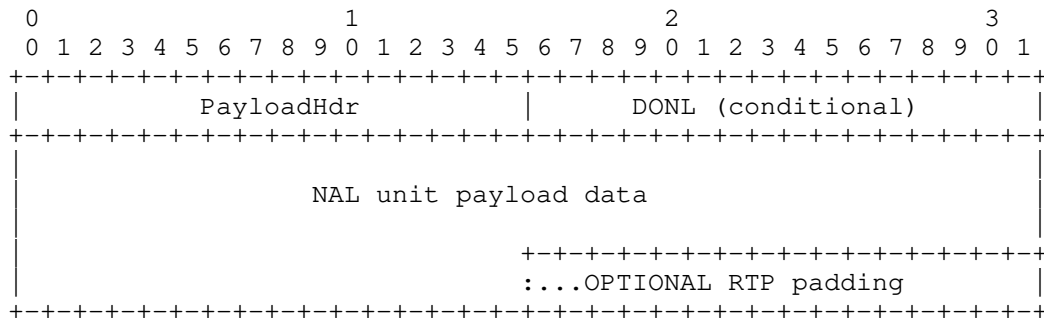 0                   1                   2                   3
 0 1 2 3 4 5 6 7 8 9 0 1 2 3 4 5 6 7 8 9 0 1 2 3 4 5 6 7 8 9 0 1
+-+-+-+-+-+-+-+-+-+-+-+-+-+-+-+-+-+-+-+-+-+-+-+-+-+-+-+-+-+-+-+-+
|           PayloadHdr          |      DONL (conditional)       |
+-+-+-+-+-+-+-+-+-+-+-+-+-+-+-+-+-+-+-+-+-+-+-+-+-+-+-+-+-+-+-+-+
|                                                               |
|                  NAL unit payload data                        |
|                                                               |
|                               +-+-+-+-+-+-+-+-+-+-+-+-+-+-+-+-+
|                               :...OPTIONAL RTP padding        |
+-+-+-+-+-+-+-+-+-+-+-+-+-+-+-+-+-+-+-+-+-+-+-+-+-+-+-+-+-+-+-+-+